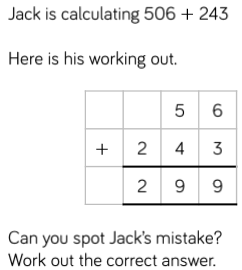 Jack is calculating 506 + 243
Here is his working out.
5 6
+ 2 4 3
2 9 9
Can you spot Jack's mistake?
Work out the correct answer.